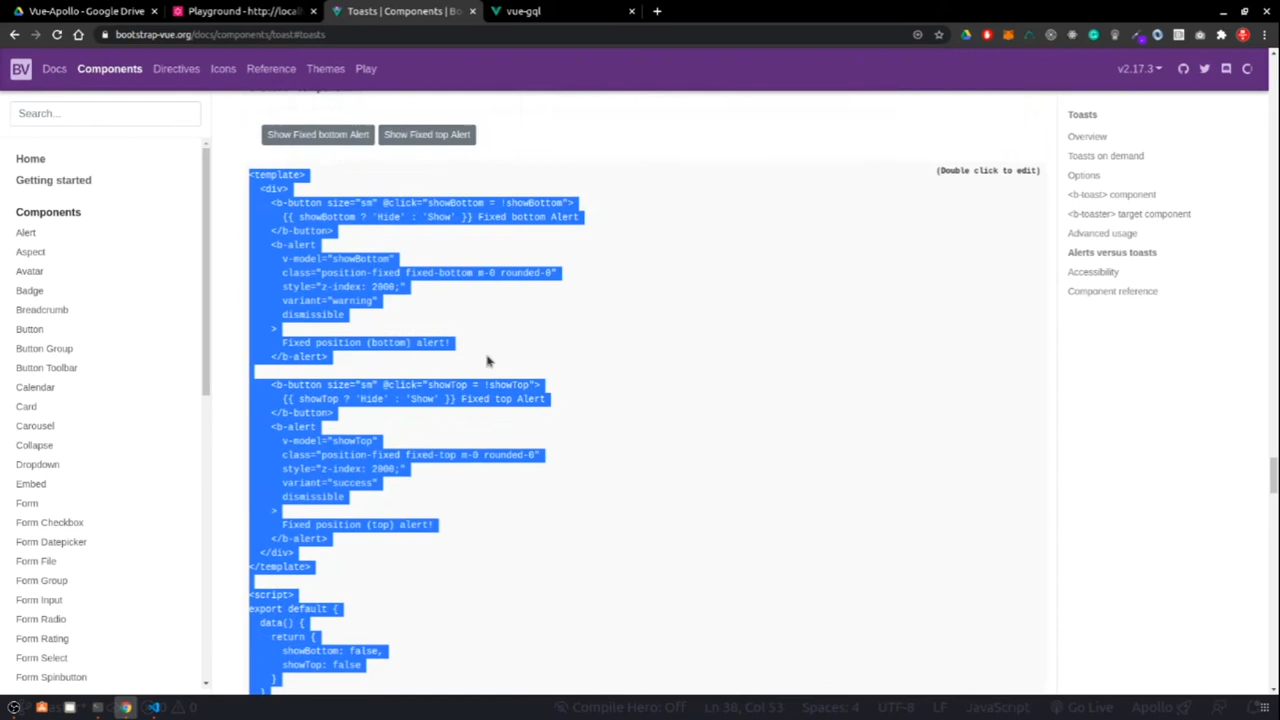 Vue-Apollo - Google Drive
Playground - http://local
Toasts | Components | Bo
vue-gql
bootstrap-vue.org/docs/components/toast#toasts
BV
Docs
Components
Directives
Icons
Reference
Themes
Play
v2.17.3
Search...
Home
Getting started
Components
Alert
Aspect
Avatar
Badge
Breadcrumb
Button
Button Group
Button Toolbar
Calendar
Card
Carousel
Collapse
Dropdown
Embed
Form
Form Checkbox
Form Datepicker
Form File
Form Group
Form Input
Form Radio
Form Rating
Form Select
Form Spinbutton
Show Fixed bottom Alert
Show Fixed top Alert
(Double click to edit)
<template>
<div>
<b-button size="sm" @click="showBottom = !showBottom">
{{ showBottom ? 'Hide' : 'Show' }} Fixed bottom Alert
</b-button>
<b-alert
v-model="showBottom"
class="position-fixed fixed-bottom m-0 rounded-0"
style="z-index: 2000;"
variant="warning"
dismissible
>
Fixed position (bottom) alert!
</b-alert>
<b-button size="sm" @click="showTop = !showTop">
{{ showTop ? 'Hide' : 'Show' }} Fixed top Alert
</b-button>
<b-alert
v-model="showTop"
class="position-fixed fixed-top m-0 rounded-0"
style="z-index: 2000;"
variant="success"
dismissible
>
Fixed position (top) alert!
</b-alert>
</div>
</template>
<script>
export default {
data() {
return {
showBottom: false,
showTop: false
}
}
Toasts
Overview
Toasts on demand
Options
<b-toast> component
<b-toaster> target component
Advanced usage
Alerts versus toasts
Accessibility
Component reference
0
Compile Hero: Off
Ln 38, Col 53
Spaces: 4
UTF-8
LF
JavaScript
Go Live
Apollo